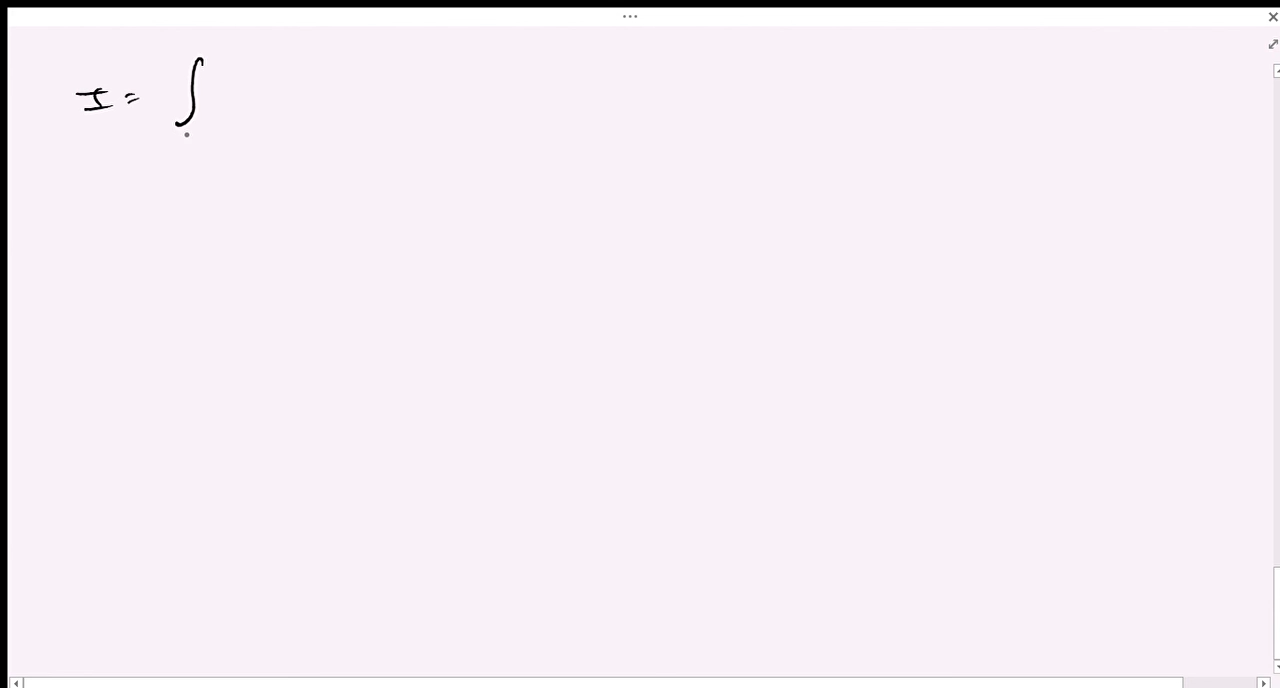 I = ∫